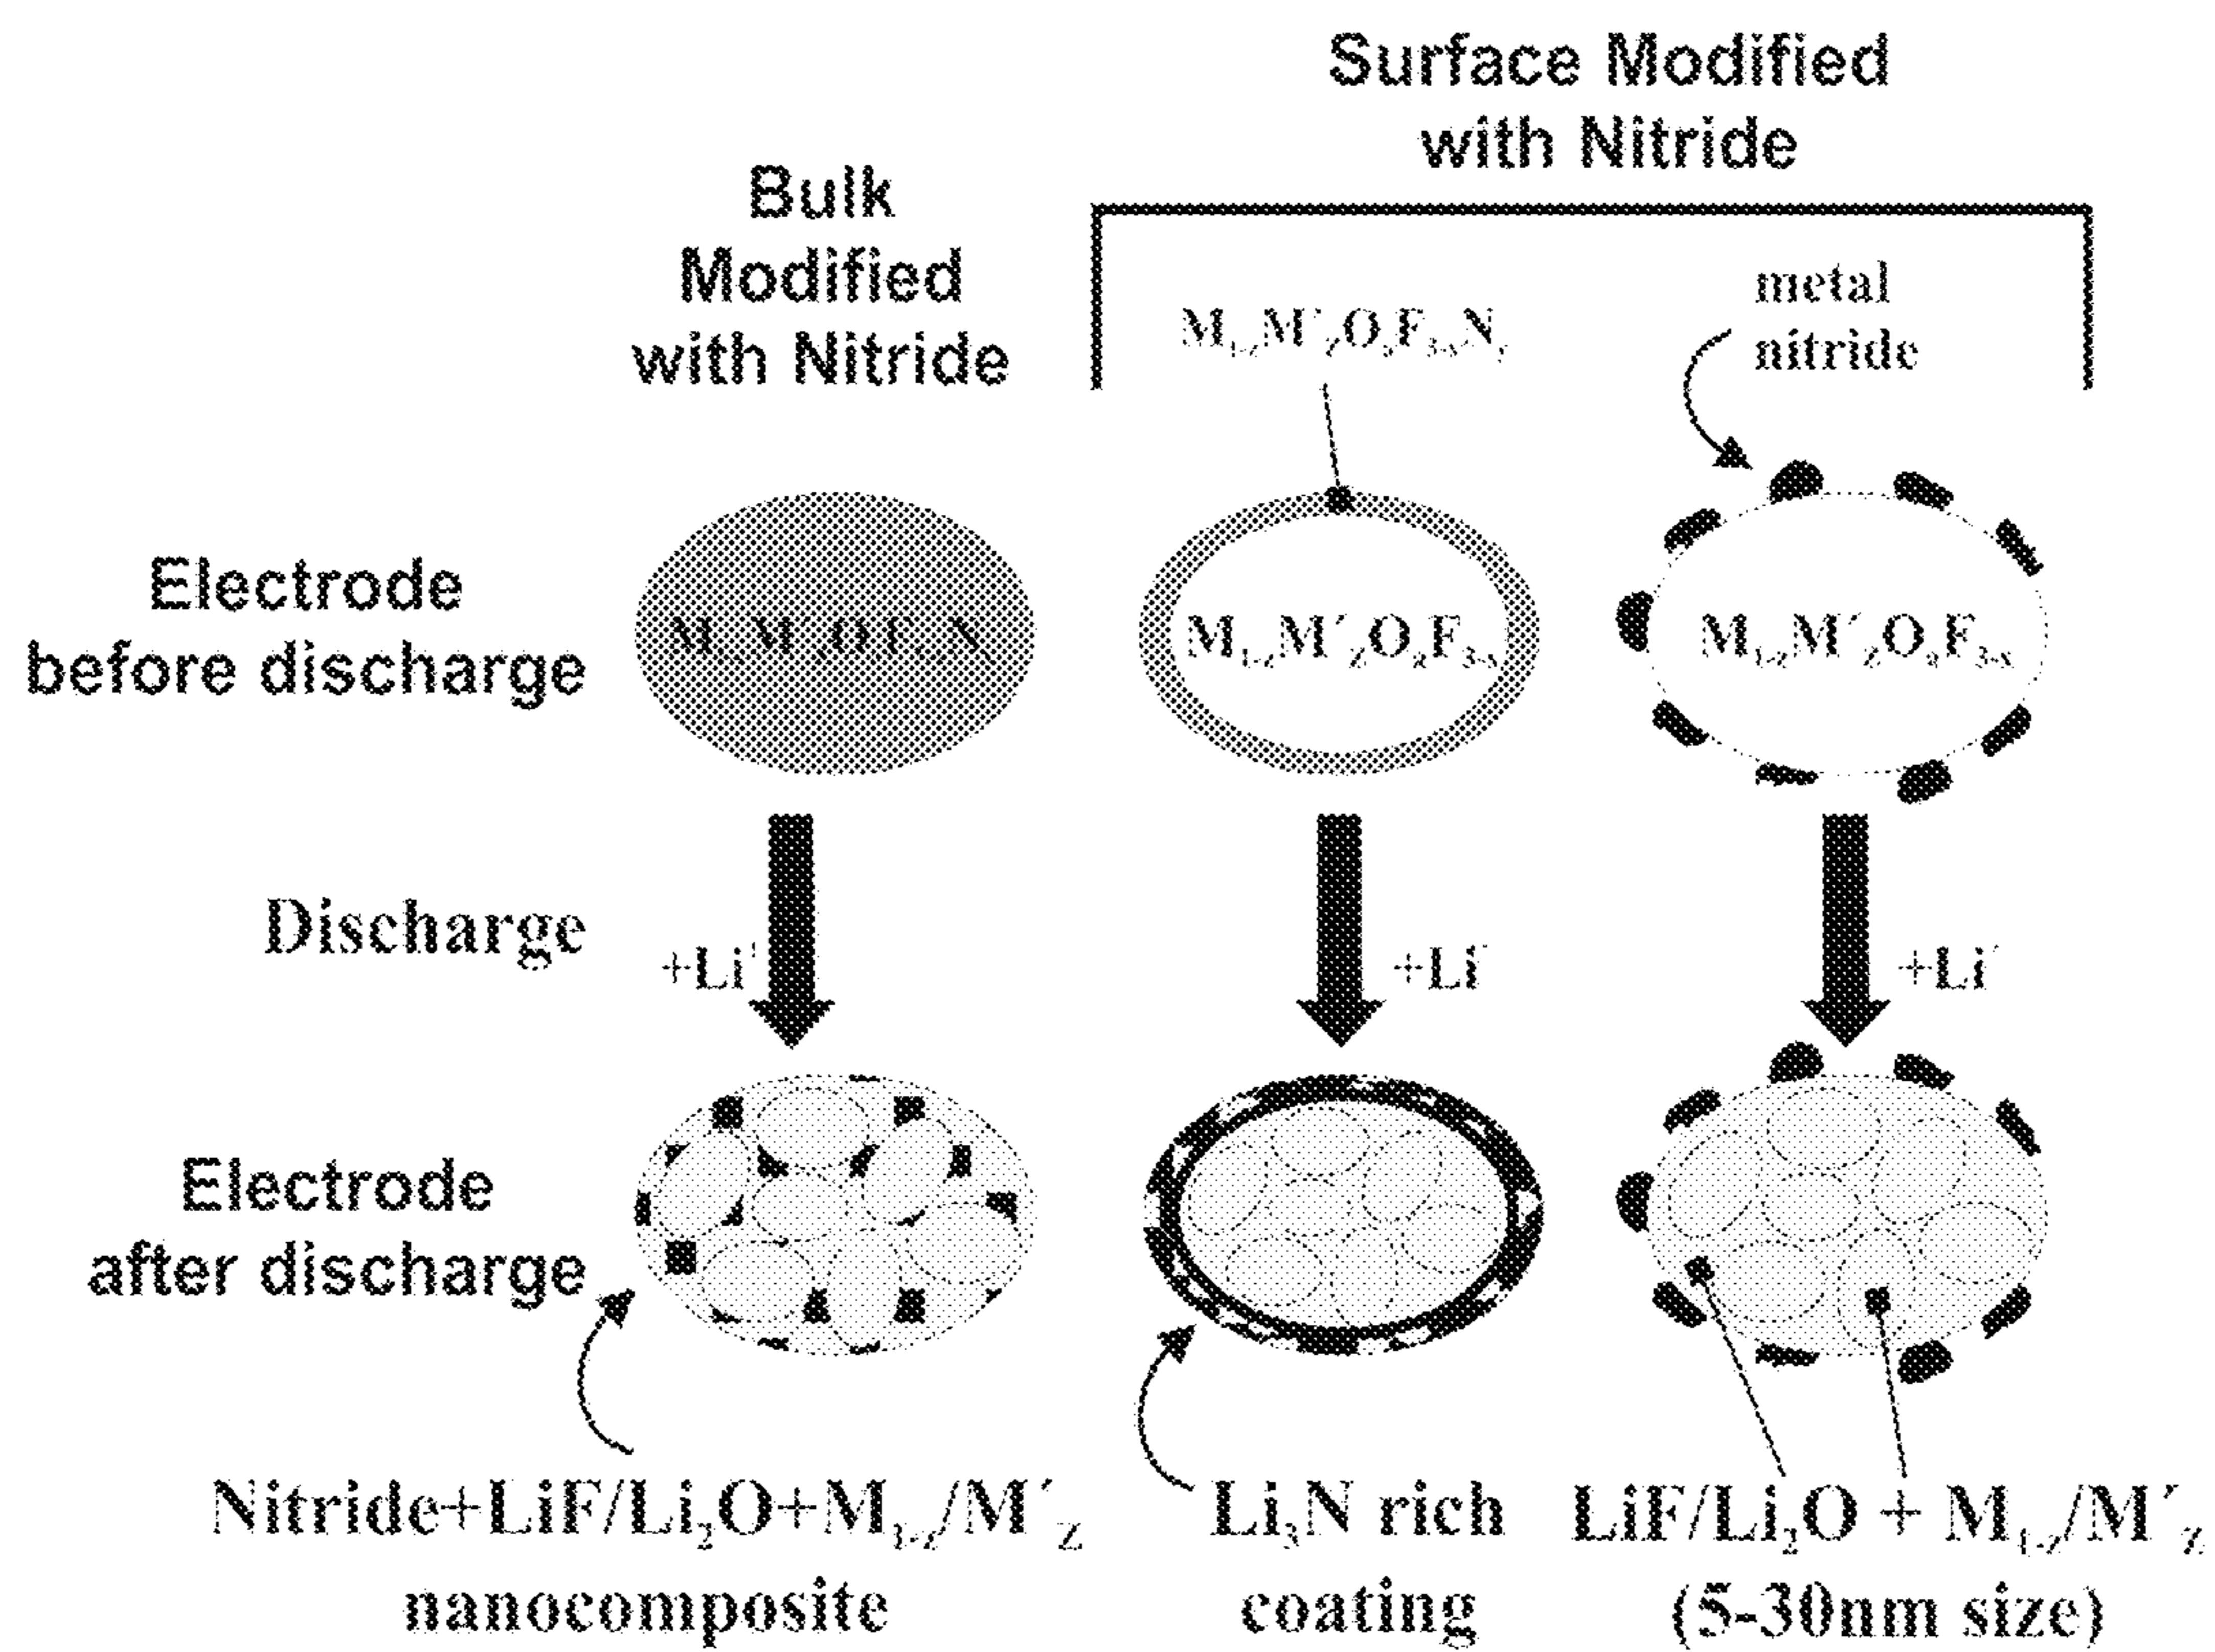 Surface Modified
with Nitride
Bulk
Modified
with Nitride
metal
nitride
M₁₋zM´zOₓF₃₋ₓNᵧ
Electrode
before discharge
M₁₋zM´zOₓF₃₋ₓ
M₁₋zM´zOₓF₃₋ₓ
Discharge
+Li⁺
+Li
+Li
Electrode
after discharge
Nitride+LiF/Li₂O+M₁₋z/M´z
nanocomposite
Li₃N rich
coating
LiF/Li₂O + M₁₋z/M´z
(5-30nm size)